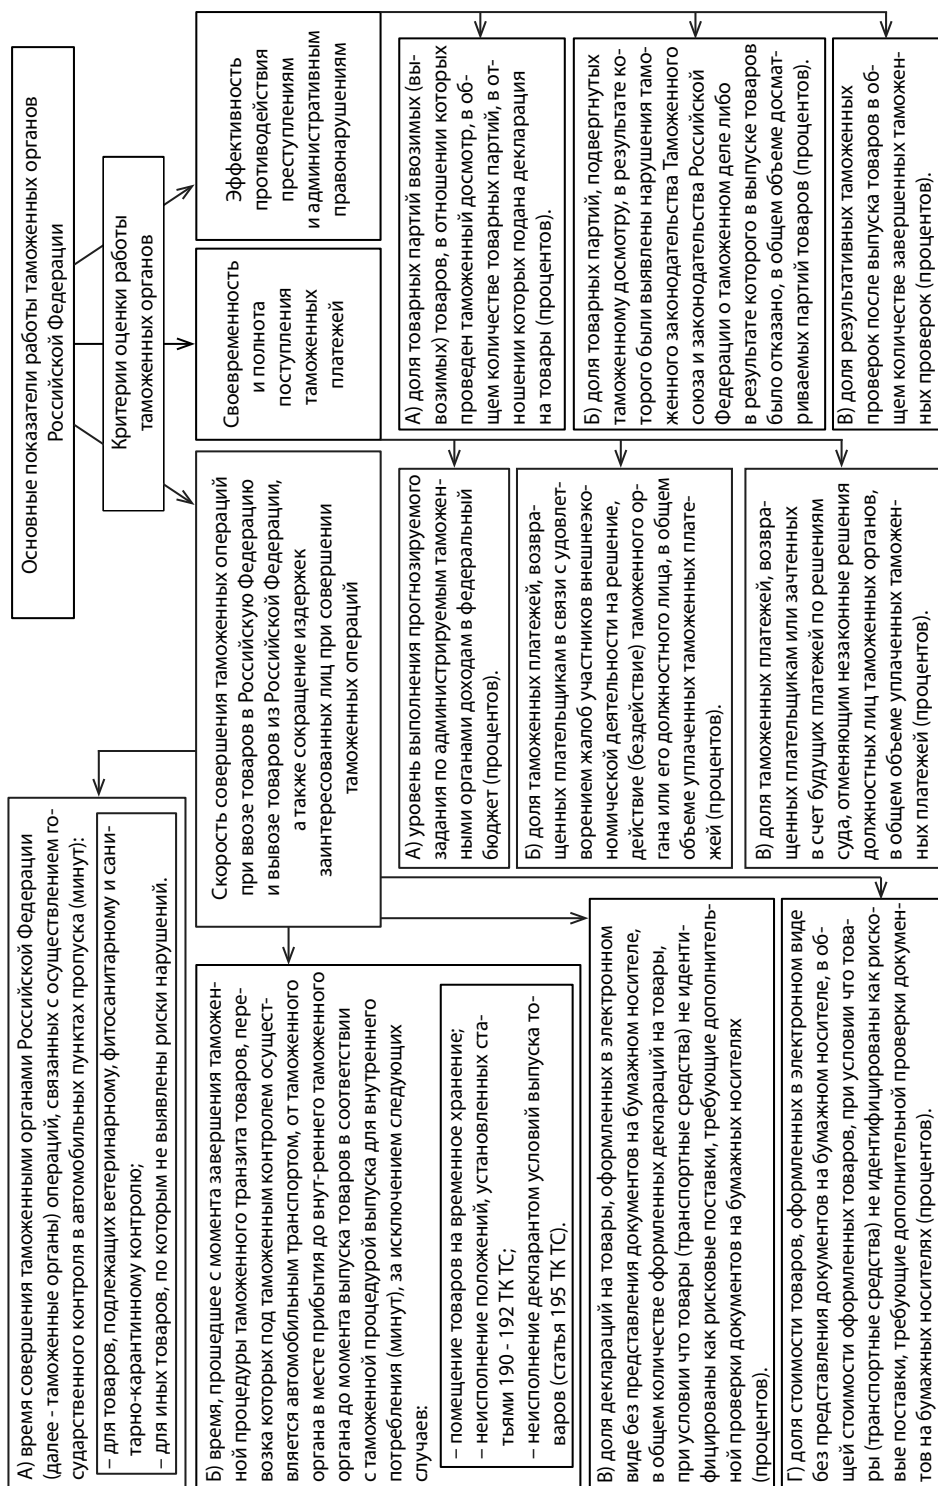 Основные показатели работы таможенных органов
Российской Федерации
Критерии оценки работы
таможенных органов
Скорость совершения таможенных операций
при ввозе товаров в Российскую Федерацию
и вывозе товаров из Российской Федерации,
а также сокращение издержек
заинтересованных лиц при совершении
таможенных операций
Своевременность
и полнота
поступления
таможенных
платежей
Эффективность
противодействия
преступлениям
и административным
правонарушениям
А) время совершения таможенными органами Российской Федерации
(далее - таможенные органы) операций, связанных с осуществлением го-
сударственного контроля в автомобильных пунктах пропуска (минут):
– для товаров, подлежащих ветеринарному, фитосанитарному и сани-
тарно-карантинному контролю;
– для иных товаров, по которым не выявлены риски нарушений.
Б) время, прошедшее с момента завершения таможен-
ной процедуры таможенного транзита товаров, пере-
возка которых под таможенным контролем осущест-
вляется автомобильным транспортом, от таможенного
органа в месте прибытия до внут-реннего таможенного
органа до момента выпуска товаров в соответствии
с таможенной процедурой выпуска для внутреннего
потребления (минут), за исключением следующих
случаев:
– помещение товаров на временное хранение;
– неисполнение положений, установленных ста-
тьями 190 - 192 ТК ТС;
– неисполнение декларантом условий выпуска то-
варов (статья 195 ТК ТС).
В) доля деклараций на товары, оформленных в электронном
виде без представления документов на бумажном носителе,
в общем количестве оформленных деклараций на товары,
при условии что товары (транспортные средства) не иденти-
фицированы как рисковые поставки, требующие дополнитель-
ной проверки документов на бумажных носителях
(процентов).
Г) доля стоимости товаров, оформленных в электронном виде
без представления документов на бумажном носителе, в об-
щей стоимости оформленных товаров, при условии что това-
ры (транспортные средства) не идентифицированы как риско-
вые поставки, требующие дополнительной проверки докумен-
тов на бумажных носителях (процентов).
А) уровень выполнения прогнозируемого
задания по администрируемым таможен-
ными органами доходам в федеральный
бюджет (процентов).
Б) доля таможенных платежей, возвра-
щенных плательщикам в связи с удовлет-
ворением жалоб участников внешнеэко-
номической деятельности на решение,
действие (бездействие) таможенного ор-
гана или его должностного лица, в общем
объеме уплаченных таможенных плате-
жей (процентов).
В) доля таможенных платежей, возвра-
щенных плательщикам или зачтенных
в счет будущих платежей по решениям
суда, отменяющим незаконные решения
должностных лиц таможенных органов,
в общем объеме уплаченных таможен-
ных платежей (процентов).
А) доля товарных партий ввозимых (вы-
возимых) товаров, в отношении которых
проведен таможенный досмотр, в об-
щем количестве товарных партий, в от-
ношении которых подана декларация
на товары (процентов).
Б) доля товарных партий, подвергнутых
таможенному досмотру, в результате ко-
торого были выявлены нарушения тамо-
женного законодательства Таможенного
союза и законодательства Российской
Федерации о таможенном деле либо
в результате которого в выпуске товаров
было отказано, в общем объеме досмат-
риваемых партий товаров (процентов).
В) доля результативных таможенных
проверок после выпуска товаров в об-
щем количестве завершенных таможен-
ных проверок (процентов).